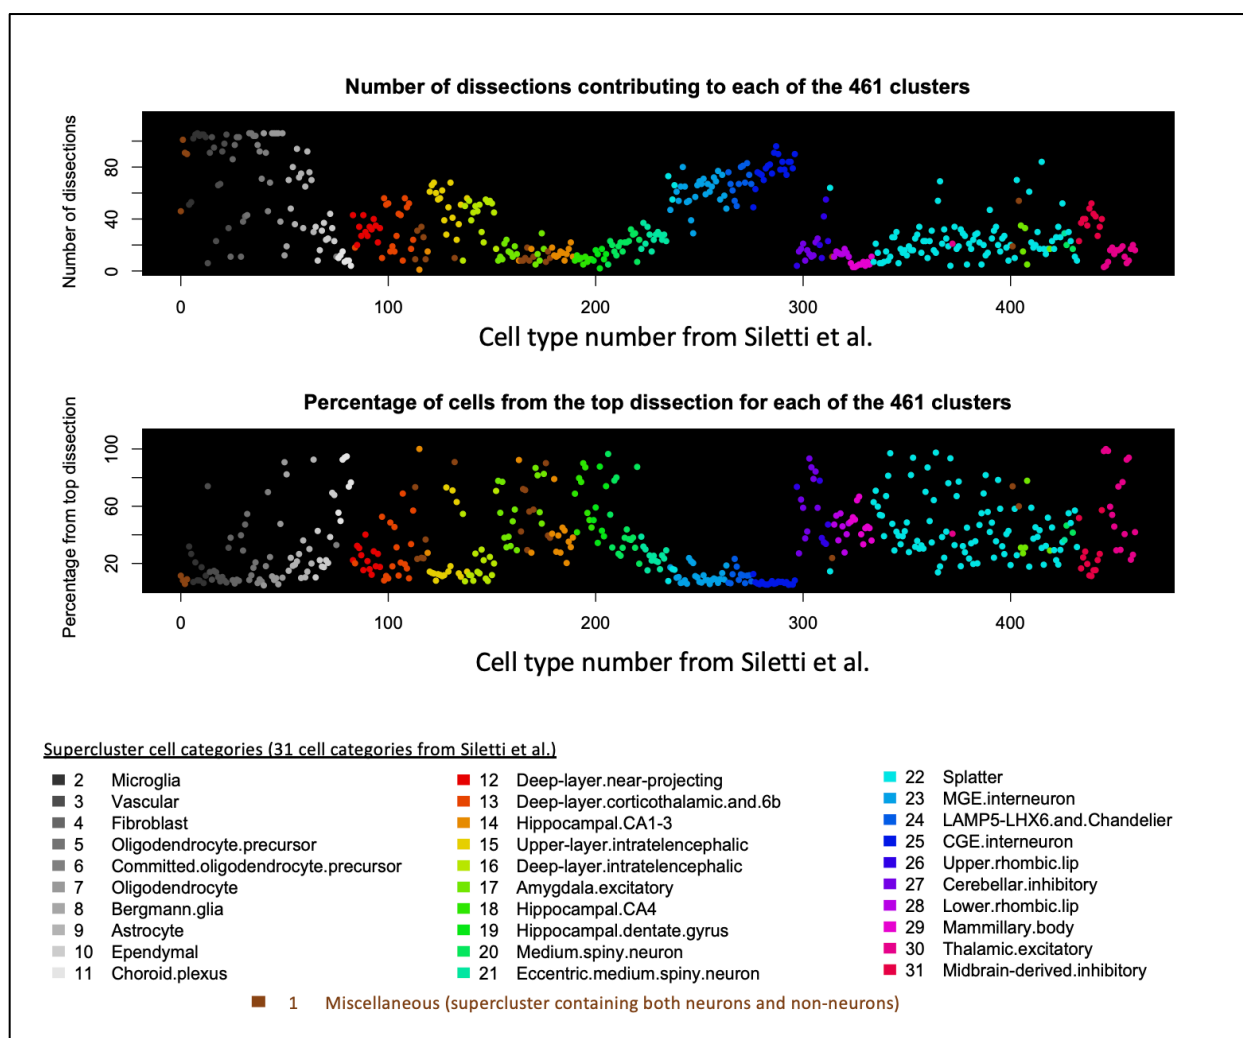 Number of dissections contributing to each of the 461 clusters
Number of dissections
80
40
0
0 100 200 300 400
Cell type number from Siletti et al.
Percentage of cells from the top dissection for each of the 461 clusters
Percentage from top dissection
100
60
20
0 100 200 300 400
Cell type number from Siletti et al.
Supercluster cell categories (31 cell categories from Siletti et al.)
2 Microglia
3 Vascular
4 Fibroblast
5 Oligodendrocyte.precursor
6 Committed.oligodendrocyte.precursor
7 Oligodendrocyte
8 Bergmann.glia
9 Astrocyte
10 Ependymal
11 Choroid.plexus
12 Deep-layer.near-projecting
13 Deep-layer.corticothalamic.and.6b
14 Hippocampal.CA1-3
15 Upper-layer.intratelencephalic
16 Deep-layer.intratelencephalic
17 Amygdala.excitatory
18 Hippocampal.CA4
19 Hippocampal.dentate.gyrus
20 Medium.spiny.neuron
21 Eccentric.medium.spiny.neuron
22 Splatter
23 MGE.interneuron
24 LAMP5-LHX6.and.Chandelier
25 CGE.interneuron
26 Upper.rhombic.lip
27 Cerebellar.inhibitory
28 Lower.rhombic.lip
29 Mammillary.body
30 Thalamic.excitatory
31 Midbrain-derived.inhibitory
1 Miscellaneous (supercluster containing both neurons and non-neurons)